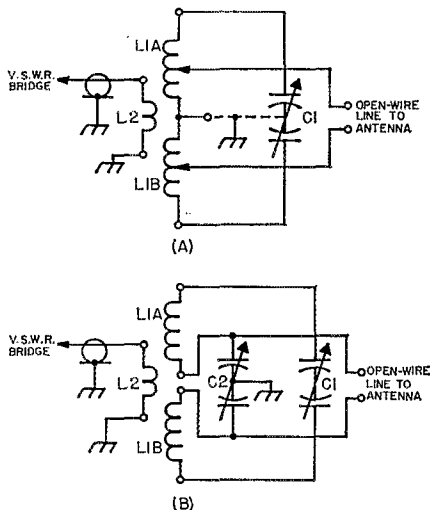 L1A
V.S.W.R.
BRIDGE
L2
C1
OPEN-WIRE
LINE TO
ANTENNA
L1B
(A)
L1A
V.S.W.R.
BRIDGE
L2
C2
C1
OPEN-WIRE
LINE TO
ANTENNA
L1B
(B)